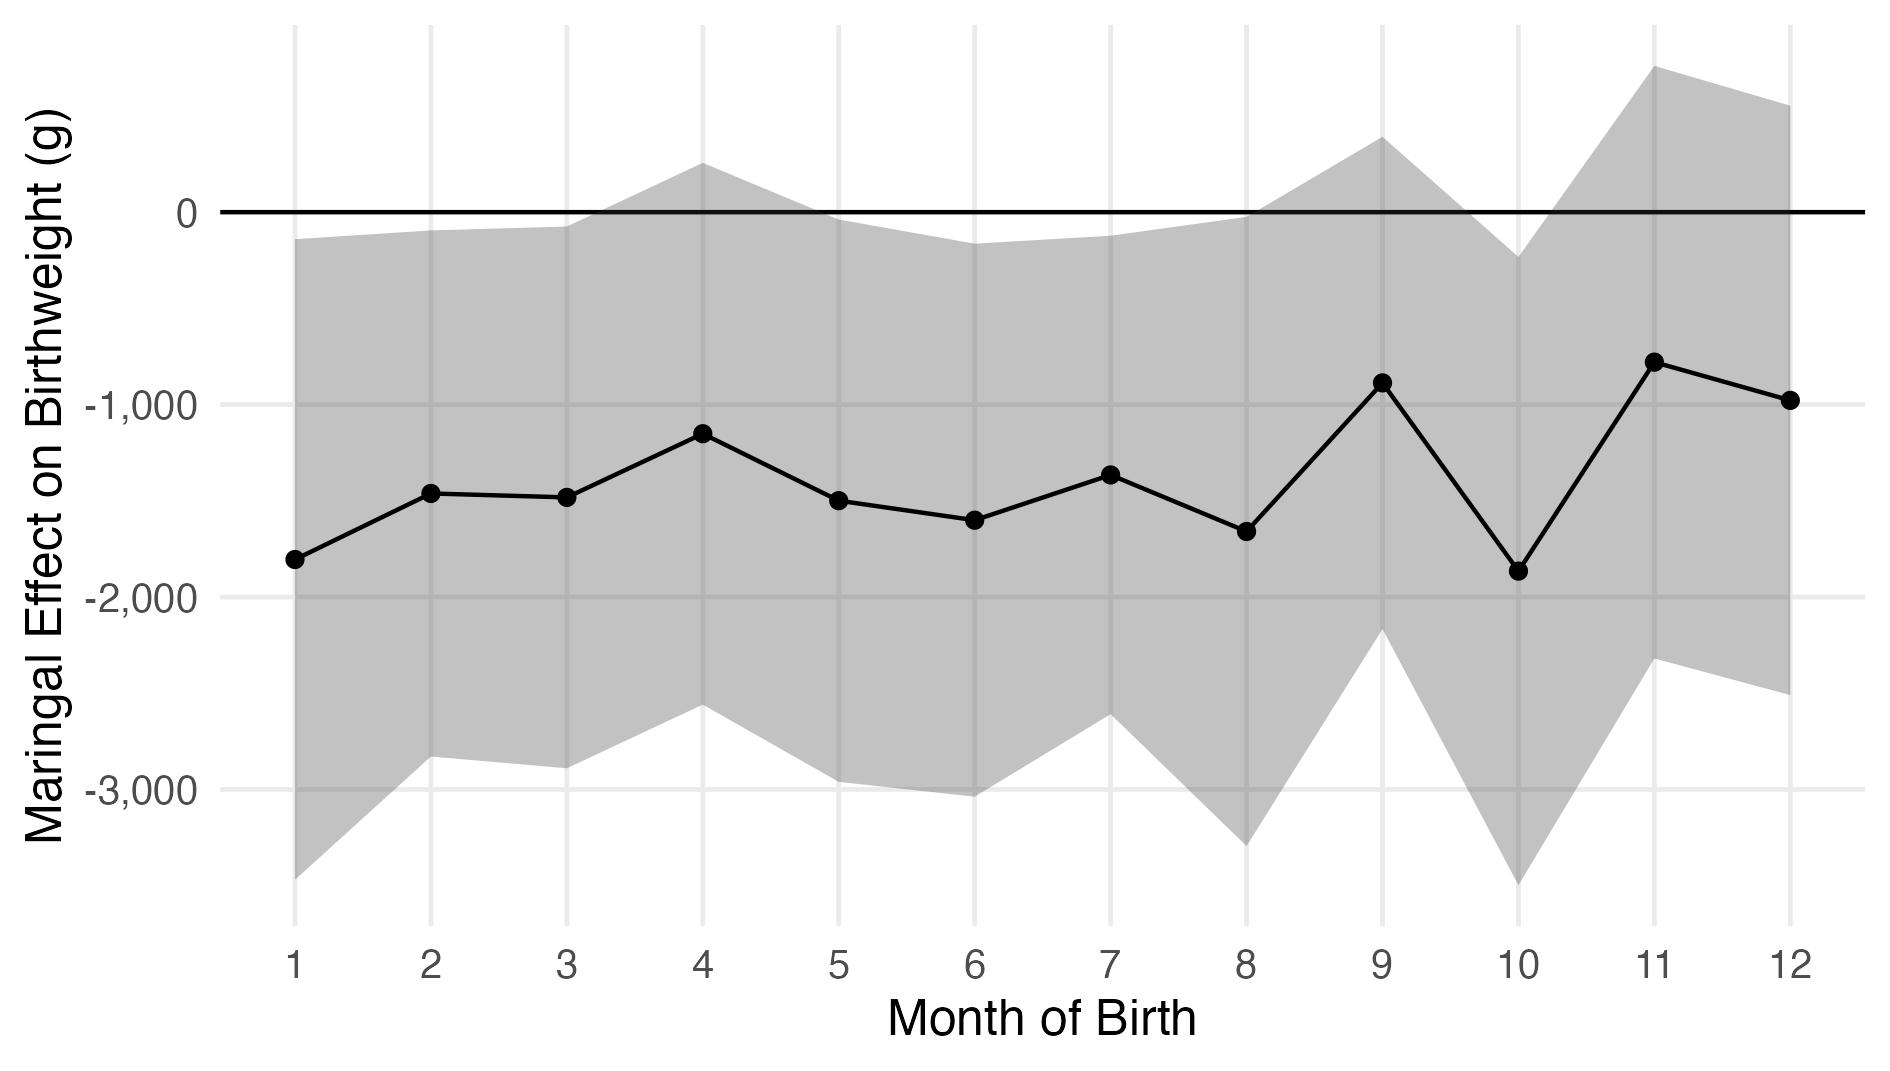 Maringal Effect on Birthweight (g)
0
-1,000
-2,000
-3,000
1 2 3 4 5 6 7 8 9 10 11 12
Month of Birth